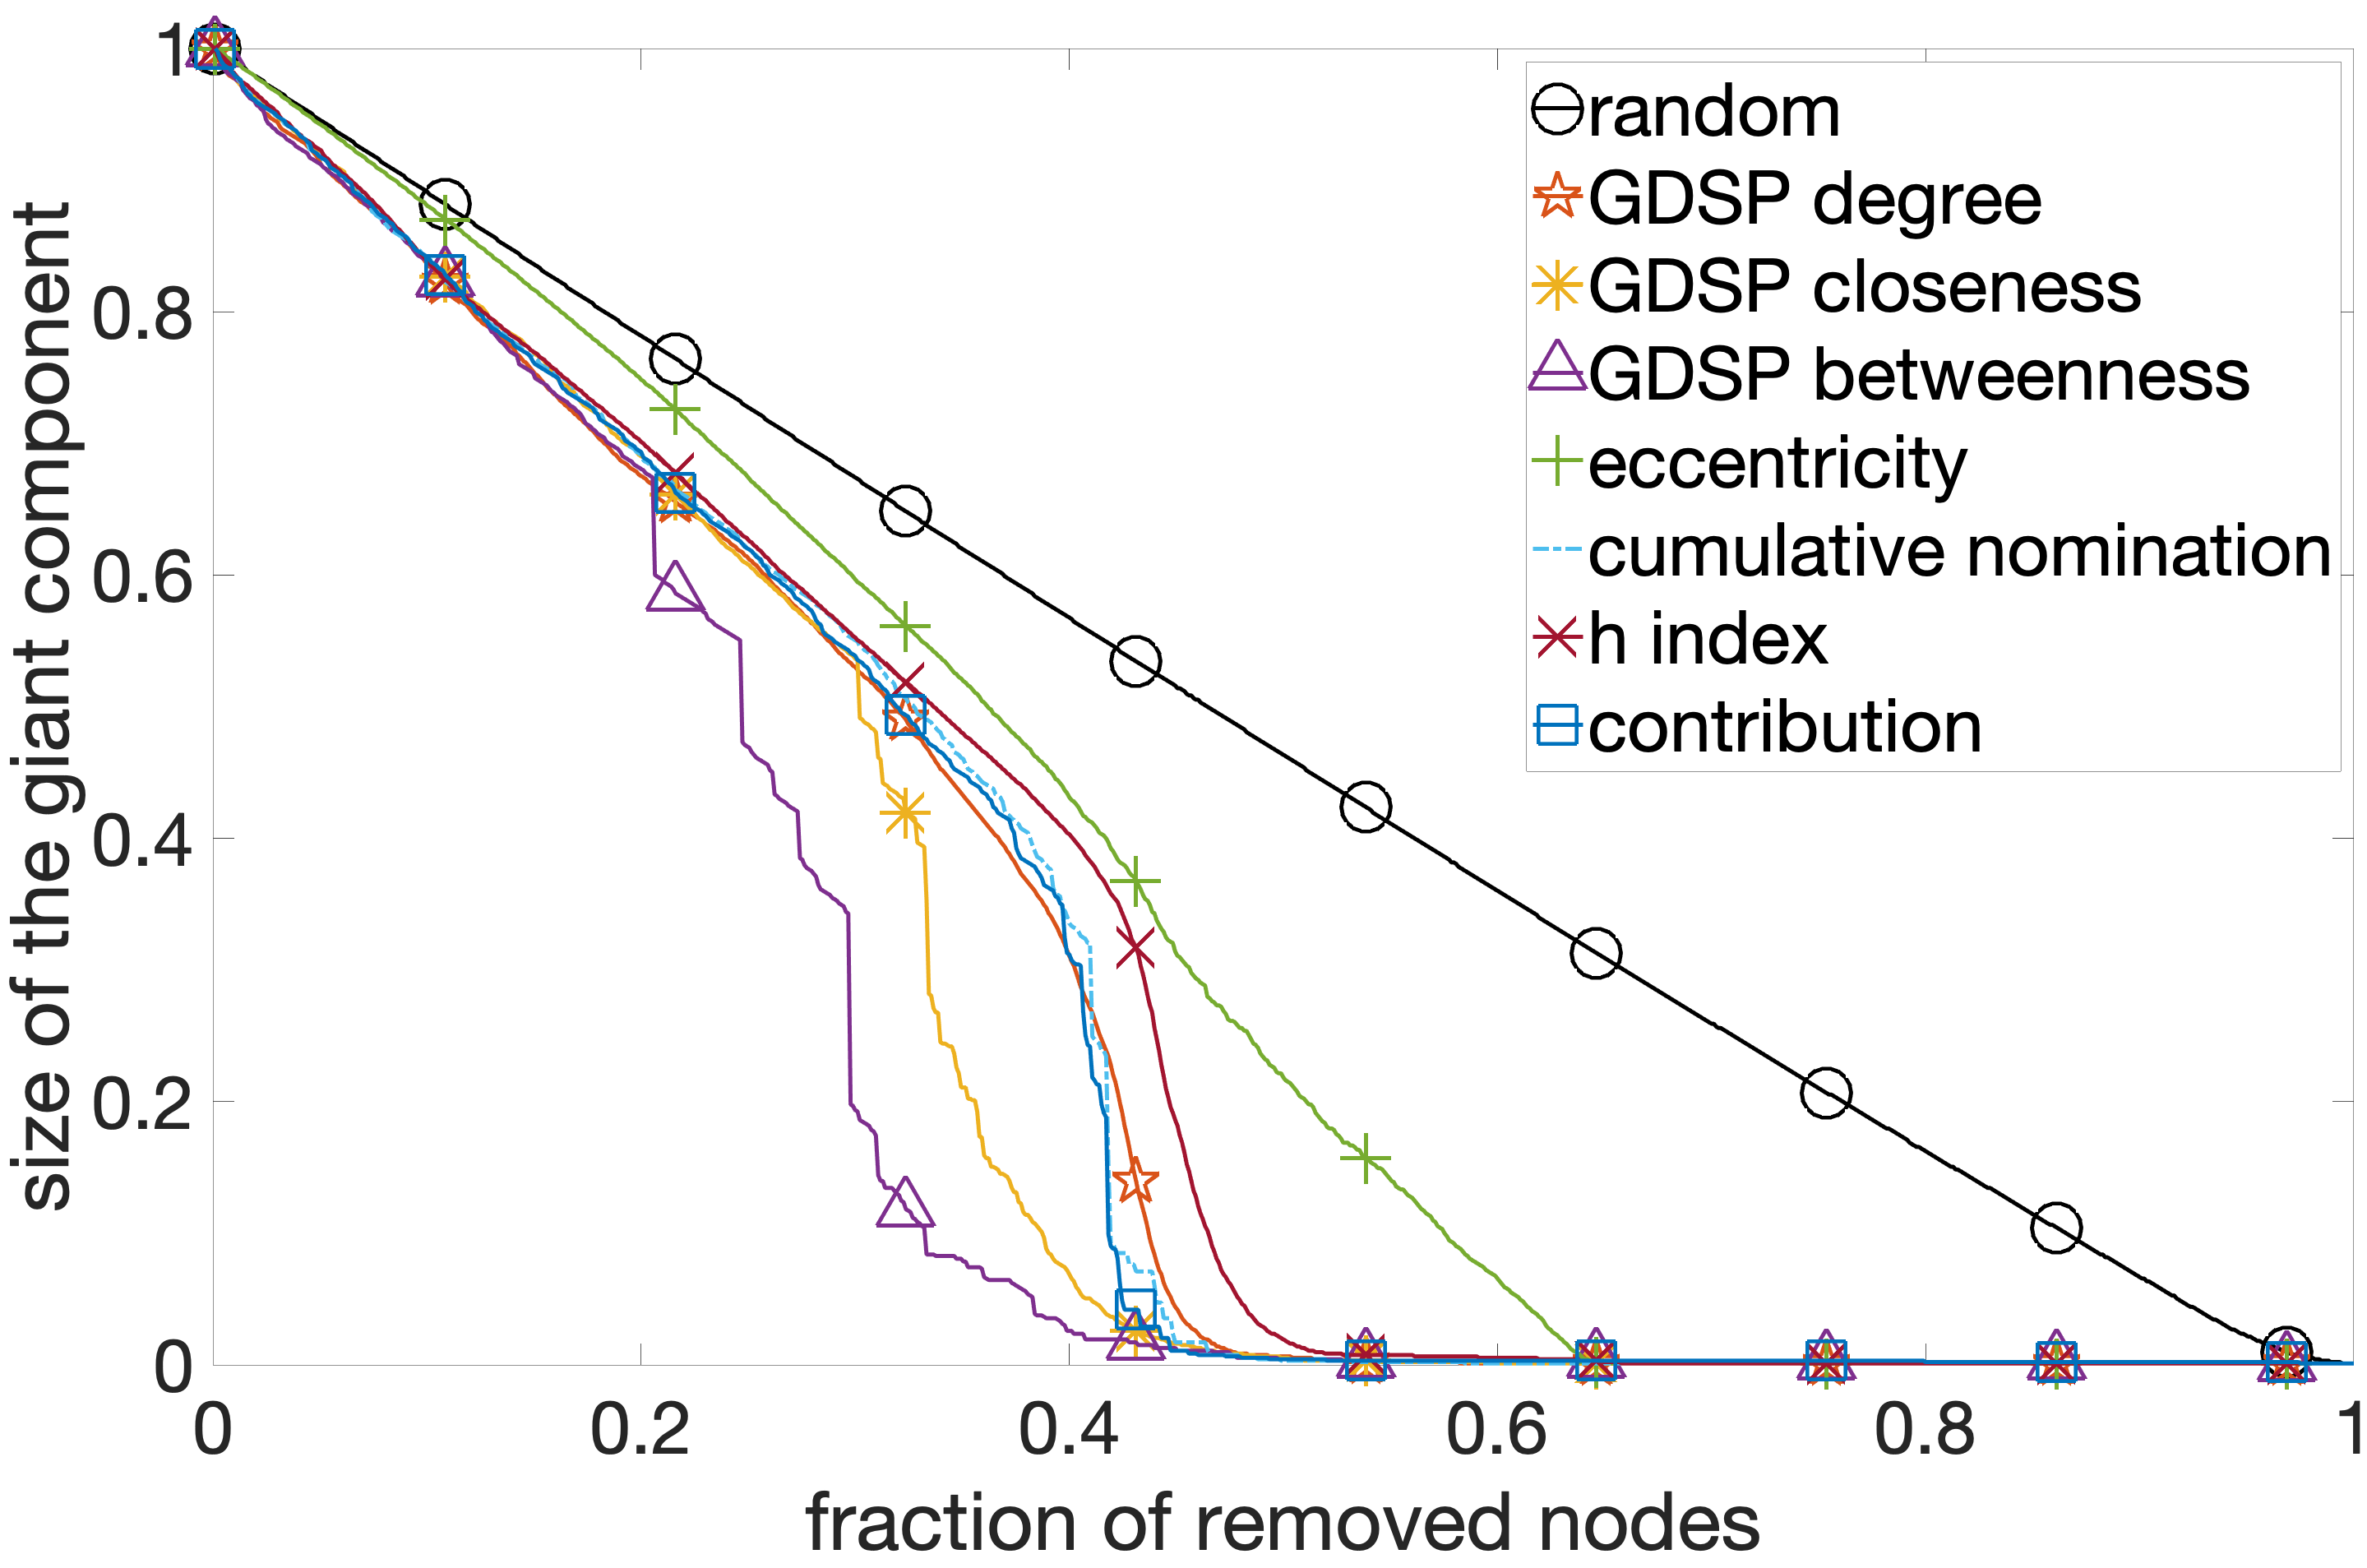 size of the giant component
1
0.8
0.6
0.4
0.2
0
0 0.2 0.4 0.6 0.8 1
fraction of removed nodes
random
GDSP degree
GDSP closeness
GDSP betweenness
eccentricity
cumulative nomination
h index
contribution